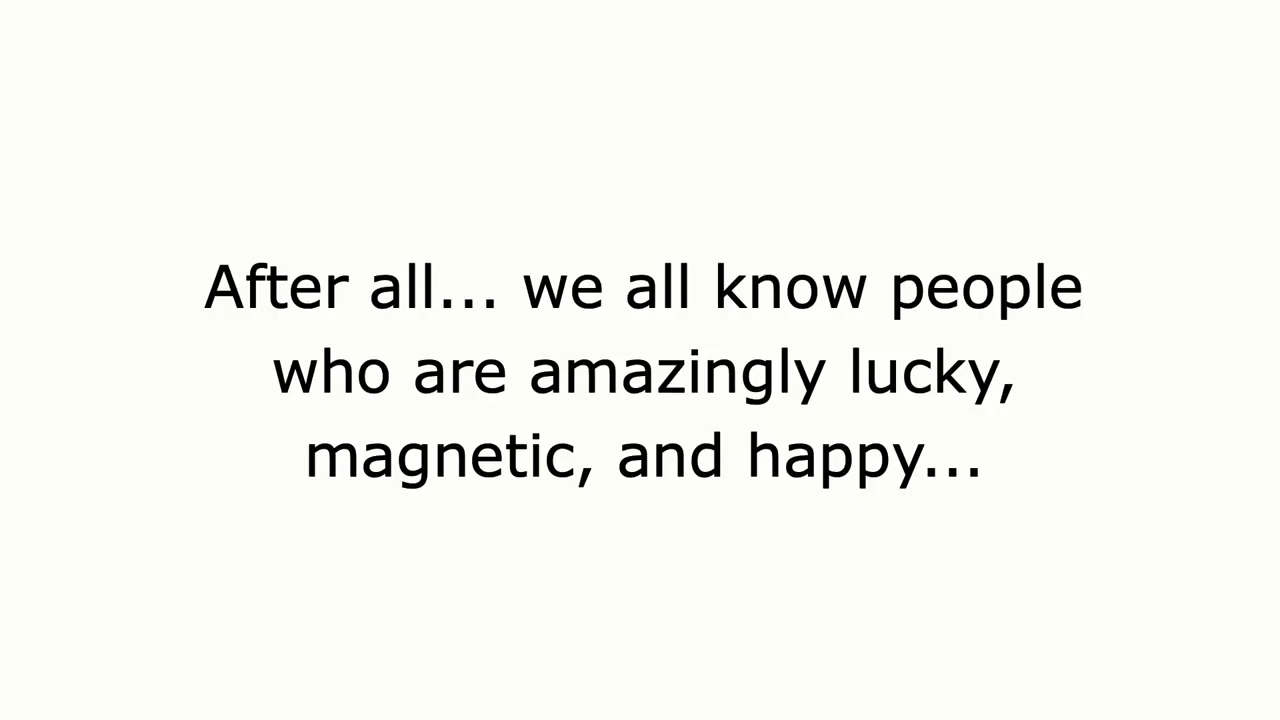 After all... we all know people
who are amazingly lucky,
magnetic, and happy...